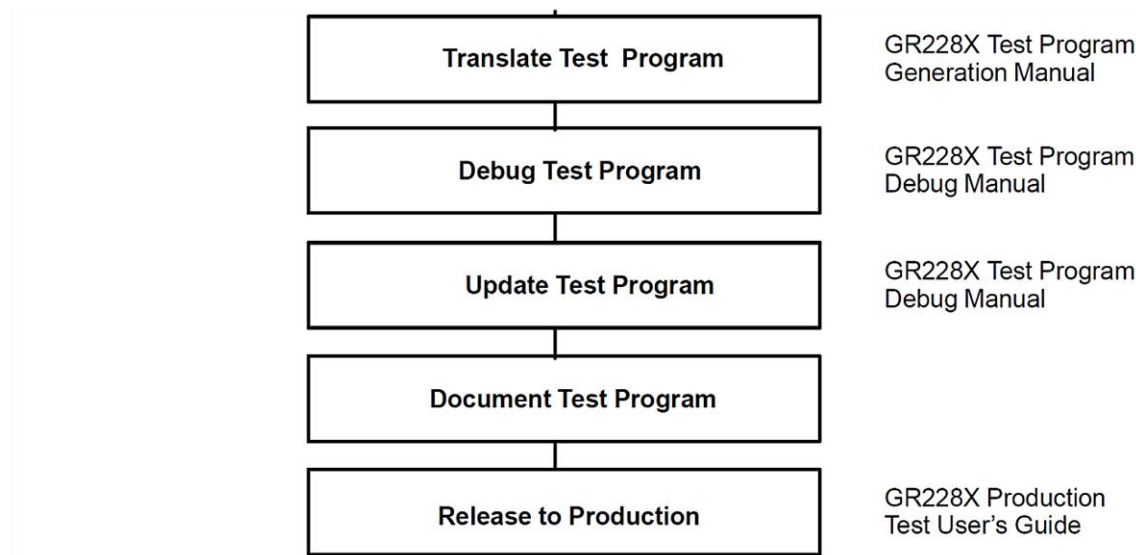 Translate Test Program
GR228X Test Program
Generation Manual
Debug Test Program
GR228X Test Program
Debug Manual
Update Test Program
GR228X Test Program
Debug Manual
Document Test Program
Release to Production
GR228X Production
Test User’s Guide